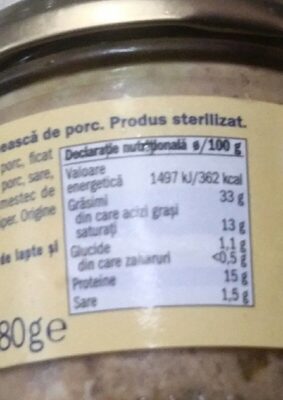 ească de porc. Produs sterilizat.
porc, ficat
porc, sare,
mestec de
per. Origine
de lapte și
Declarație nutrițională ø/100 g
Valoare
energetică 1497 kJ/362 kcal
Grăsimi 33 g
din care acizi grași
saturați 13 g
Glucide 1,1 g
din care zaharuri <0,5 g
Proteine 15 g
Sare 1,5 g
80g e